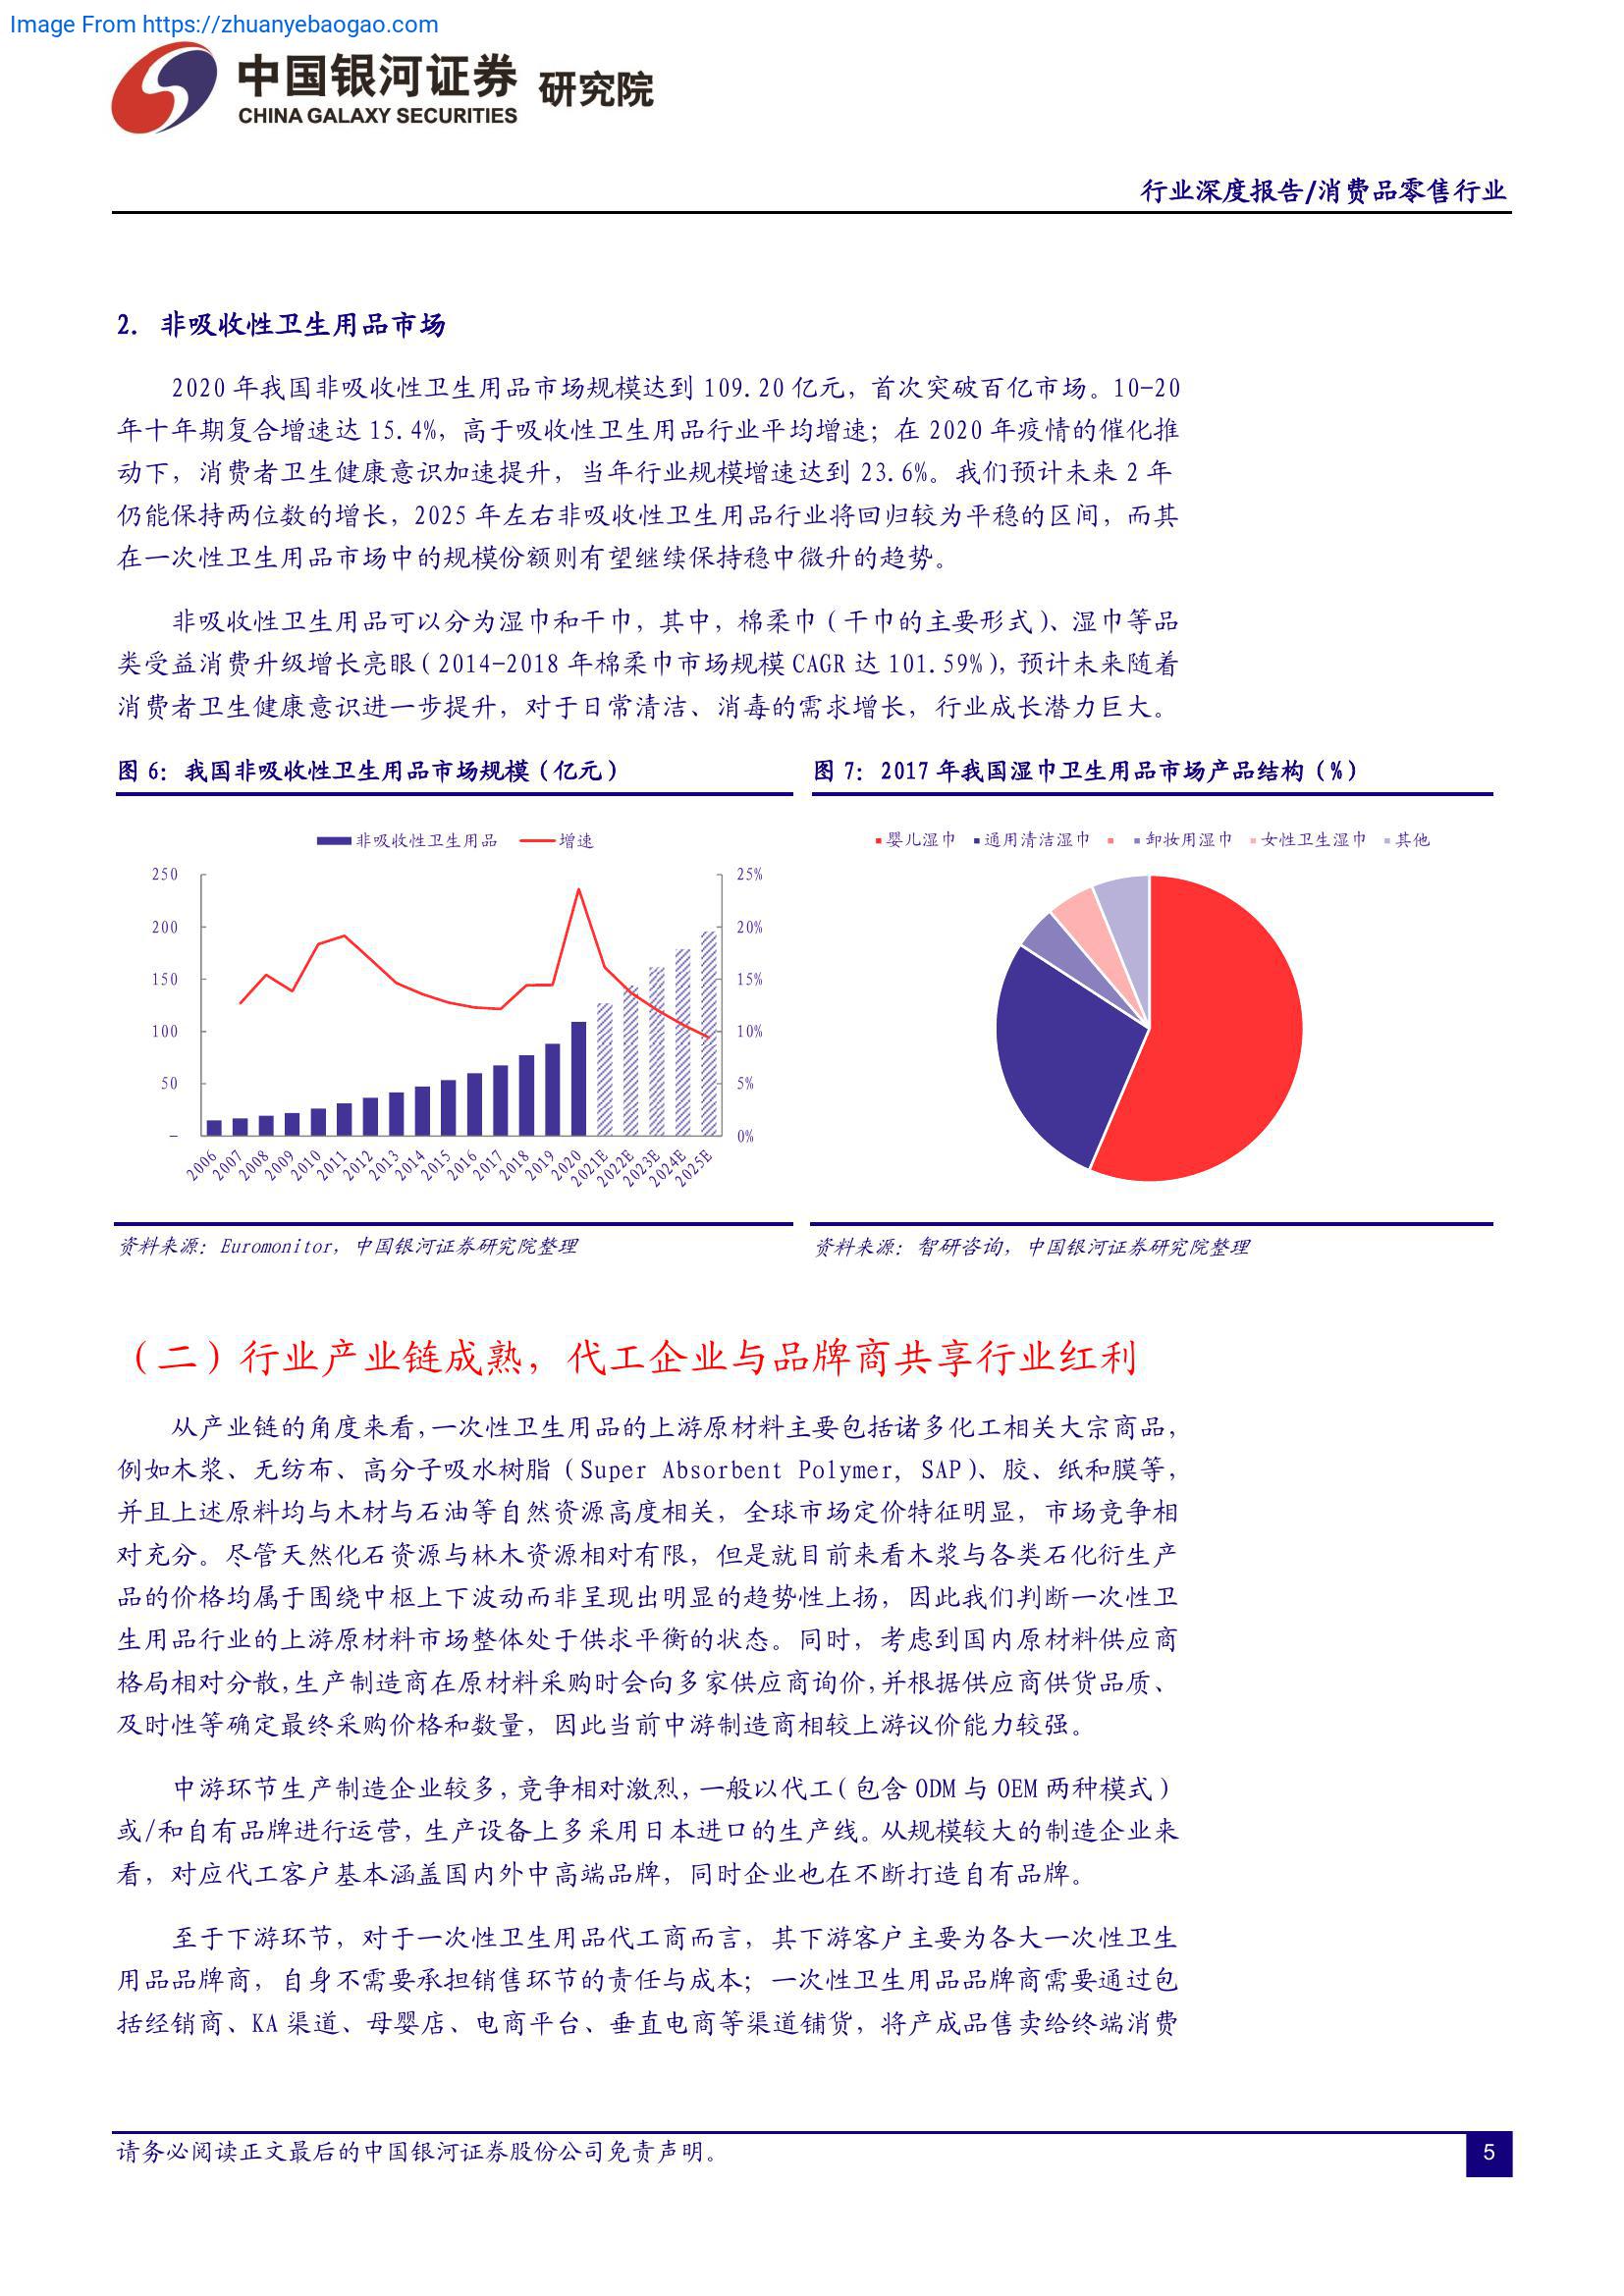 Image From https://zhuanyebaogao.com
中国银河证券 研究院
CHINA GALAXY SECURITIES
行业深度报告/消费品零售行业
2. 非吸收性卫生用品市场
2020 年我国非吸收性卫生用品市场规模达到 109.20 亿元，首次突破百亿市场。10-20
年十年期复合增速达 15.4%，高于吸收性卫生用品行业平均增速；在 2020 年疫情的催化推
动下，消费者卫生健康意识加速提升，当年行业规模增速达到 23.6%。我们预计未来 2 年
仍能保持两位数的增长，2025 年左右非吸收性卫生用品行业将回归较为平稳的区间，而其
在一次性卫生用品市场中的规模份额则有望继续保持稳中微升的趋势。
非吸收性卫生用品可以分为湿巾和干巾，其中，棉柔巾（干巾的主要形式）、湿巾等品
类受益消费升级增长亮眼（2014-2018 年棉柔巾市场规模 CAGR 达 101.59%），预计未来随着
消费者卫生健康意识进一步提升，对于日常清洁、消毒的需求增长，行业成长潜力巨大。
图 6：我国非吸收性卫生用品市场规模（亿元）
非吸收性卫生用品 增速
250 25%
200 20%
150 15%
100 10%
50 5%
- 0%
2006 2007 2008 2009 2010 2011 2012 2013 2014 2015 2016 2017 2018 2019 2020 2021E 2022E 2023E 2024E 2025E
资料来源：Euromonitor，中国银河证券研究院整理
图 7：2017 年我国湿巾卫生用品市场产品结构（%）
婴儿湿巾 通用清洁湿巾 卸妆用湿巾 女性卫生湿巾 其他
资料来源：智研咨询，中国银河证券研究院整理
（二）行业产业链成熟，代工企业与品牌商共享行业红利
从产业链的角度来看，一次性卫生用品的上游原材料主要包括诸多化工相关大宗商品，
例如木浆、无纺布、高分子吸水树脂（Super Absorbent Polymer, SAP）、胶、纸和膜等，
并且上述原料均与木材与石油等自然资源高度相关，全球市场定价特征明显，市场竞争相
对充分。尽管天然化石资源与林木资源相对有限，但是就目前来看木浆与各类石化衍生产
品的价格均属于围绕中枢上下波动而非呈现出明显的趋势性上扬，因此我们判断一次性卫
生用品行业的上游原材料市场整体处于供求平衡的状态。同时，考虑到国内原材料供应商
格局相对分散，生产制造商在原材料采购时会向多家供应商询价，并根据供应商供货品质、
及时性等确定最终采购价格和数量，因此当前中游制造商相较上游议价能力较强。
中游环节生产制造企业较多，竞争相对激烈，一般以代工（包含 ODM 与 OEM 两种模式）
或/和自有品牌进行运营，生产设备上多采用日本进口的生产线。从规模较大的制造企业来
看，对应代工客户基本涵盖国内外中高端品牌，同时企业也在不断打造自有品牌。
至于下游环节，对于一次性卫生用品代工商而言，其下游客户主要为各大一次性卫生
用品品牌商，自身不需要承担销售环节的责任与成本；一次性卫生用品品牌商需要通过包
括经销商、KA 渠道、母婴店、电商平台、垂直电商等渠道铺货，将产成品售卖给终端消费
请务必阅读正文最后的中国银河证券股份公司免责声明。
5